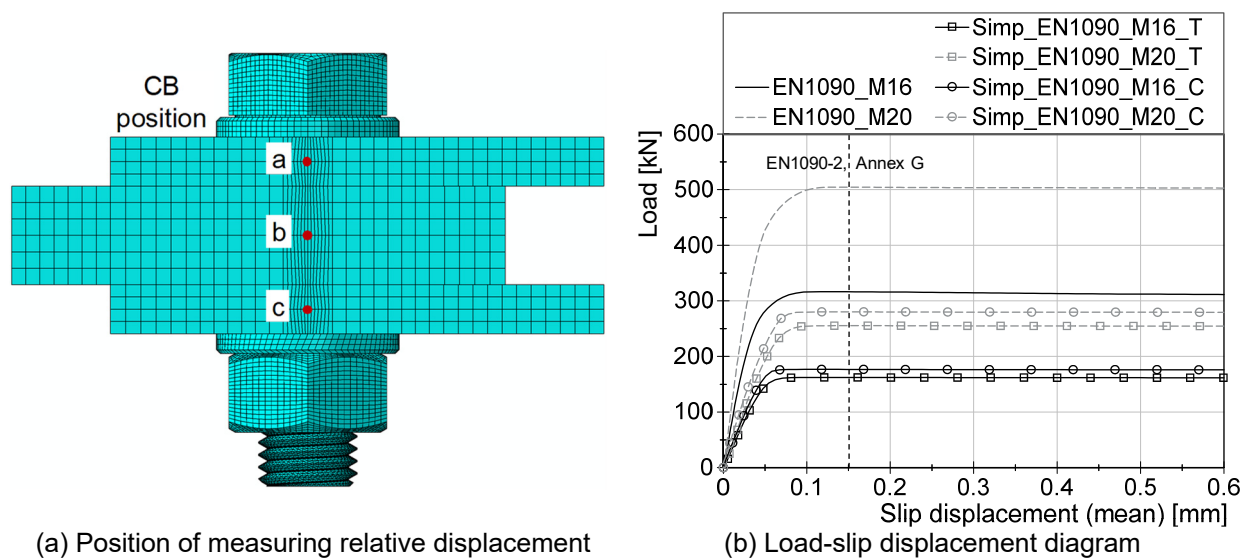 CB
position
a
b
c
(a) Position of measuring relative displacement
Simp_EN1090_M16_T
Simp_EN1090_M20_T
EN1090_M16 Simp_EN1090_M16_C
EN1090_M20 Simp_EN1090_M20_C
Load [kN]
600
500
400
300
200
100
0
EN1090-2, Annex G
0 0.1 0.2 0.3 0.4 0.5 0.6
Slip displacement (mean) [mm]
(b) Load-slip displacement diagram